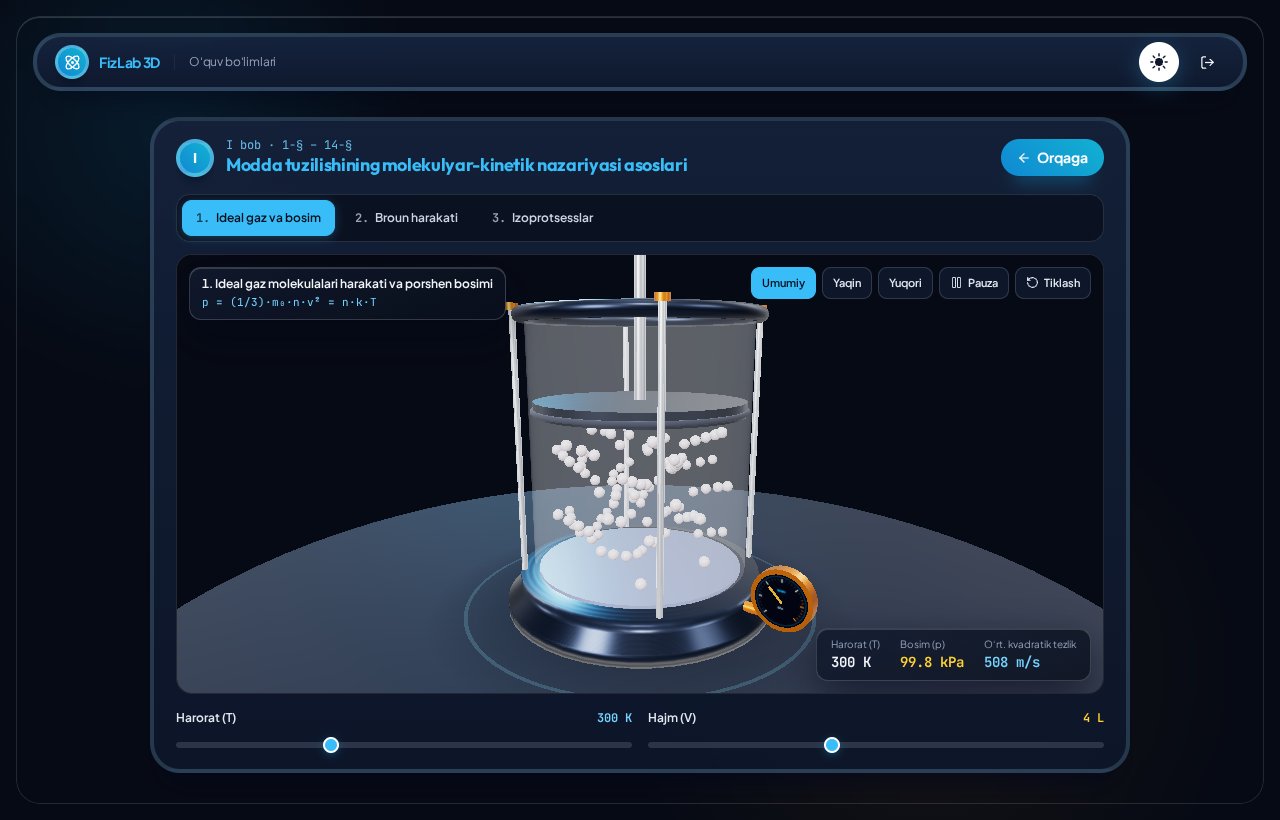 FizLab 3D
O'quv bo'limlari
I
I bob · 1-§ – 14-§
Modda tuzilishining molekulyar-kinetik nazariyasi asoslari
← Orqaga
1. Ideal gaz va bosim
2. Broun harakati
3. Izoprotsesslar
1. Ideal gaz molekulalari harakati va porshen bosimi
p = (1/3)·m₀·n·v² = n·k·T
Umumiy
Yaqin
Yuqori
Pauza
Tiklash
Harorat (T)
300 K
Bosim (p)
99.8 kPa
O'rt. kvadratik tezlik
508 m/s
Harorat (T)
300 K
Hajm (V)
4 L